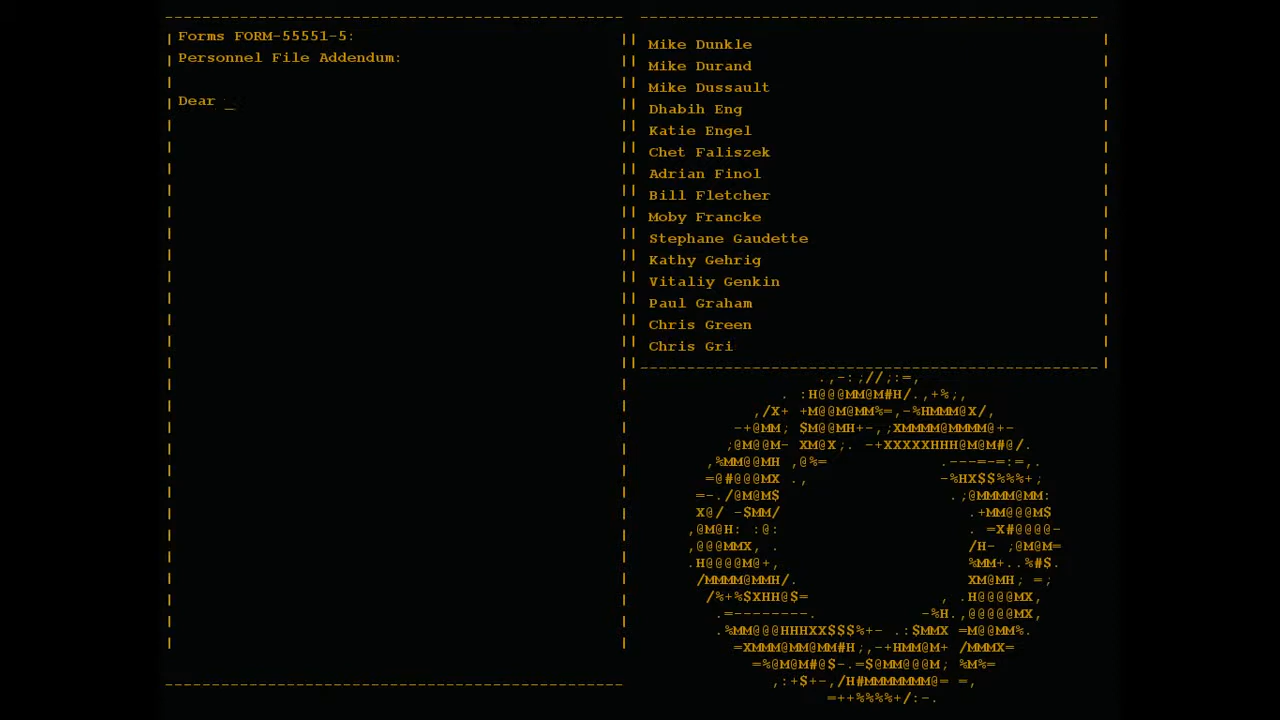 Forms FORM-55551-5:
Personnel File Addendum:
Dear _
Mike Dunkle
Mike Durand
Mike Dussault
Dhabih Eng
Katie Engel
Chet Faliszek
Adrian Finol
Bill Fletcher
Moby Francke
Stephane Gaudette
Kathy Gehrig
Vitaliy Genkin
Paul Graham
Chris Green
Chris Gri